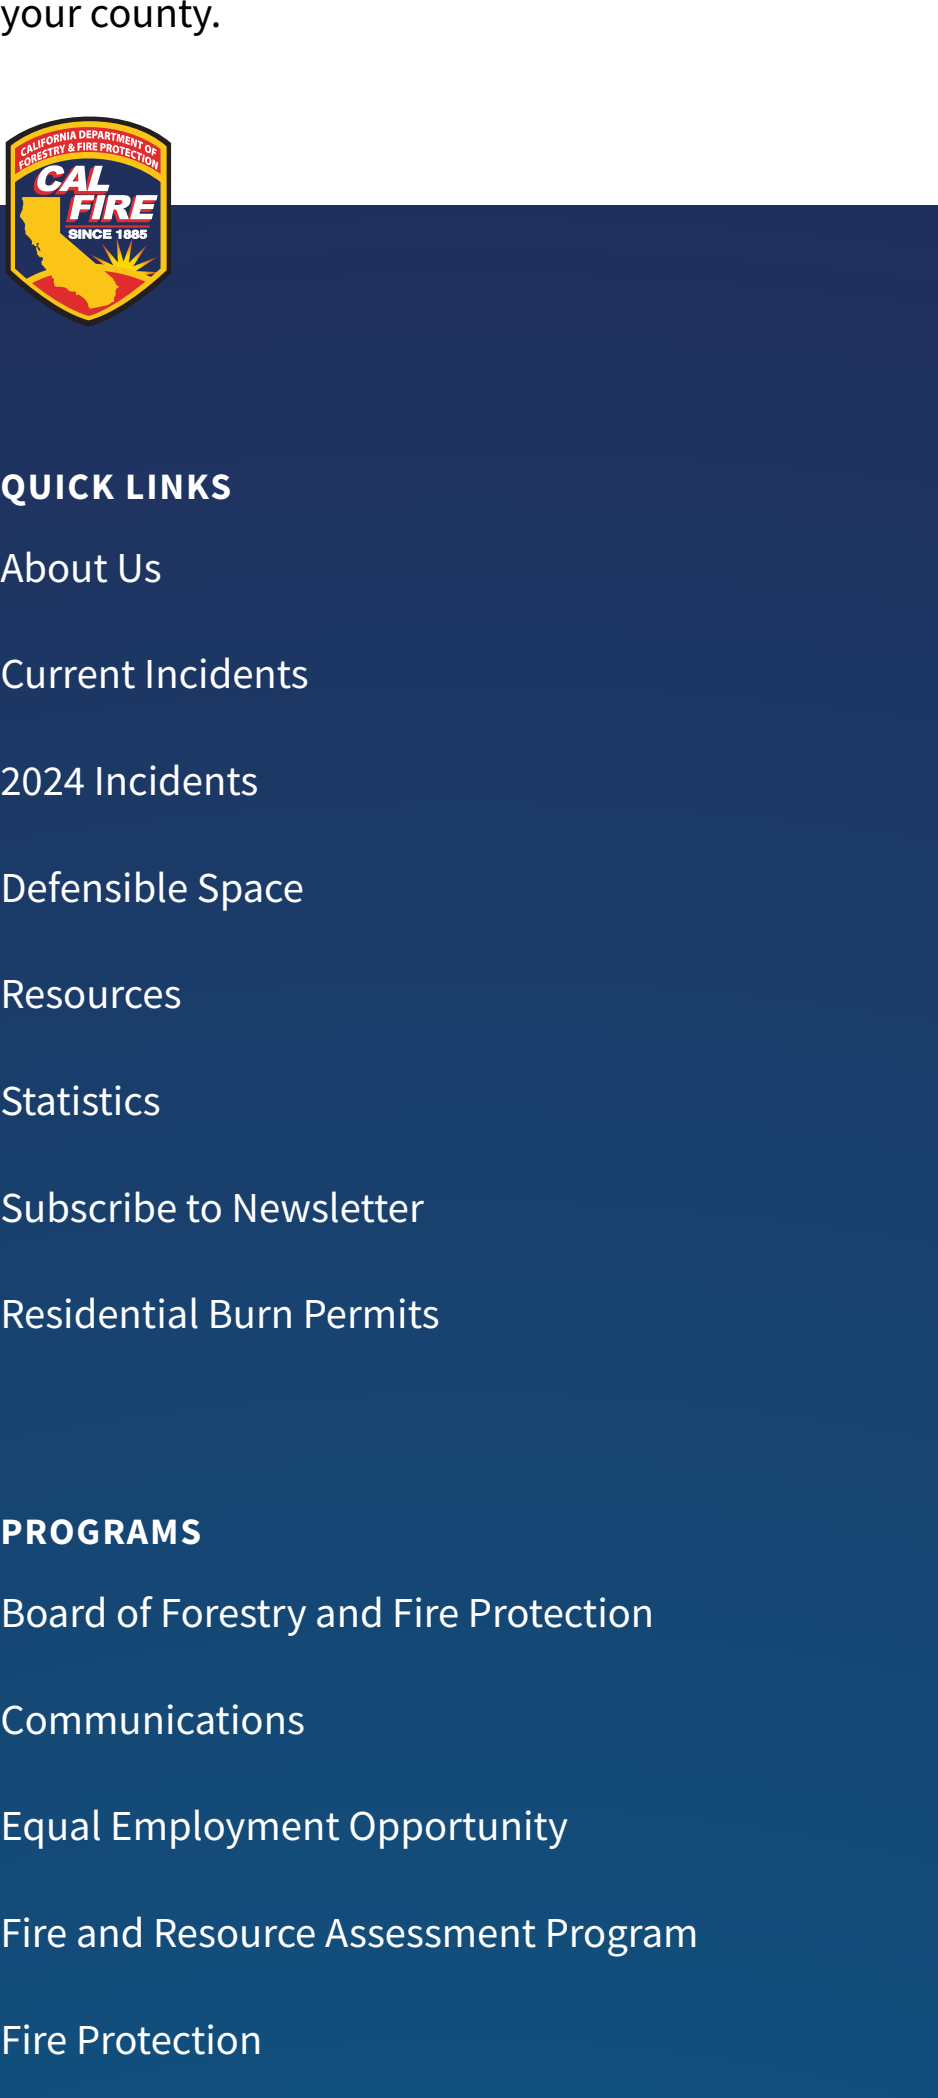 your county.
CALIFORNIA DEPARTMENT OF
FORESTRY & FIRE PROTECTION
CAL
FIRE
SINCE 1885
QUICK LINKS
About Us
Current Incidents
2024 Incidents
Defensible Space
Resources
Statistics
Subscribe to Newsletter
Residential Burn Permits
PROGRAMS
Board of Forestry and Fire Protection
Communications
Equal Employment Opportunity
Fire and Resource Assessment Program
Fire Protection